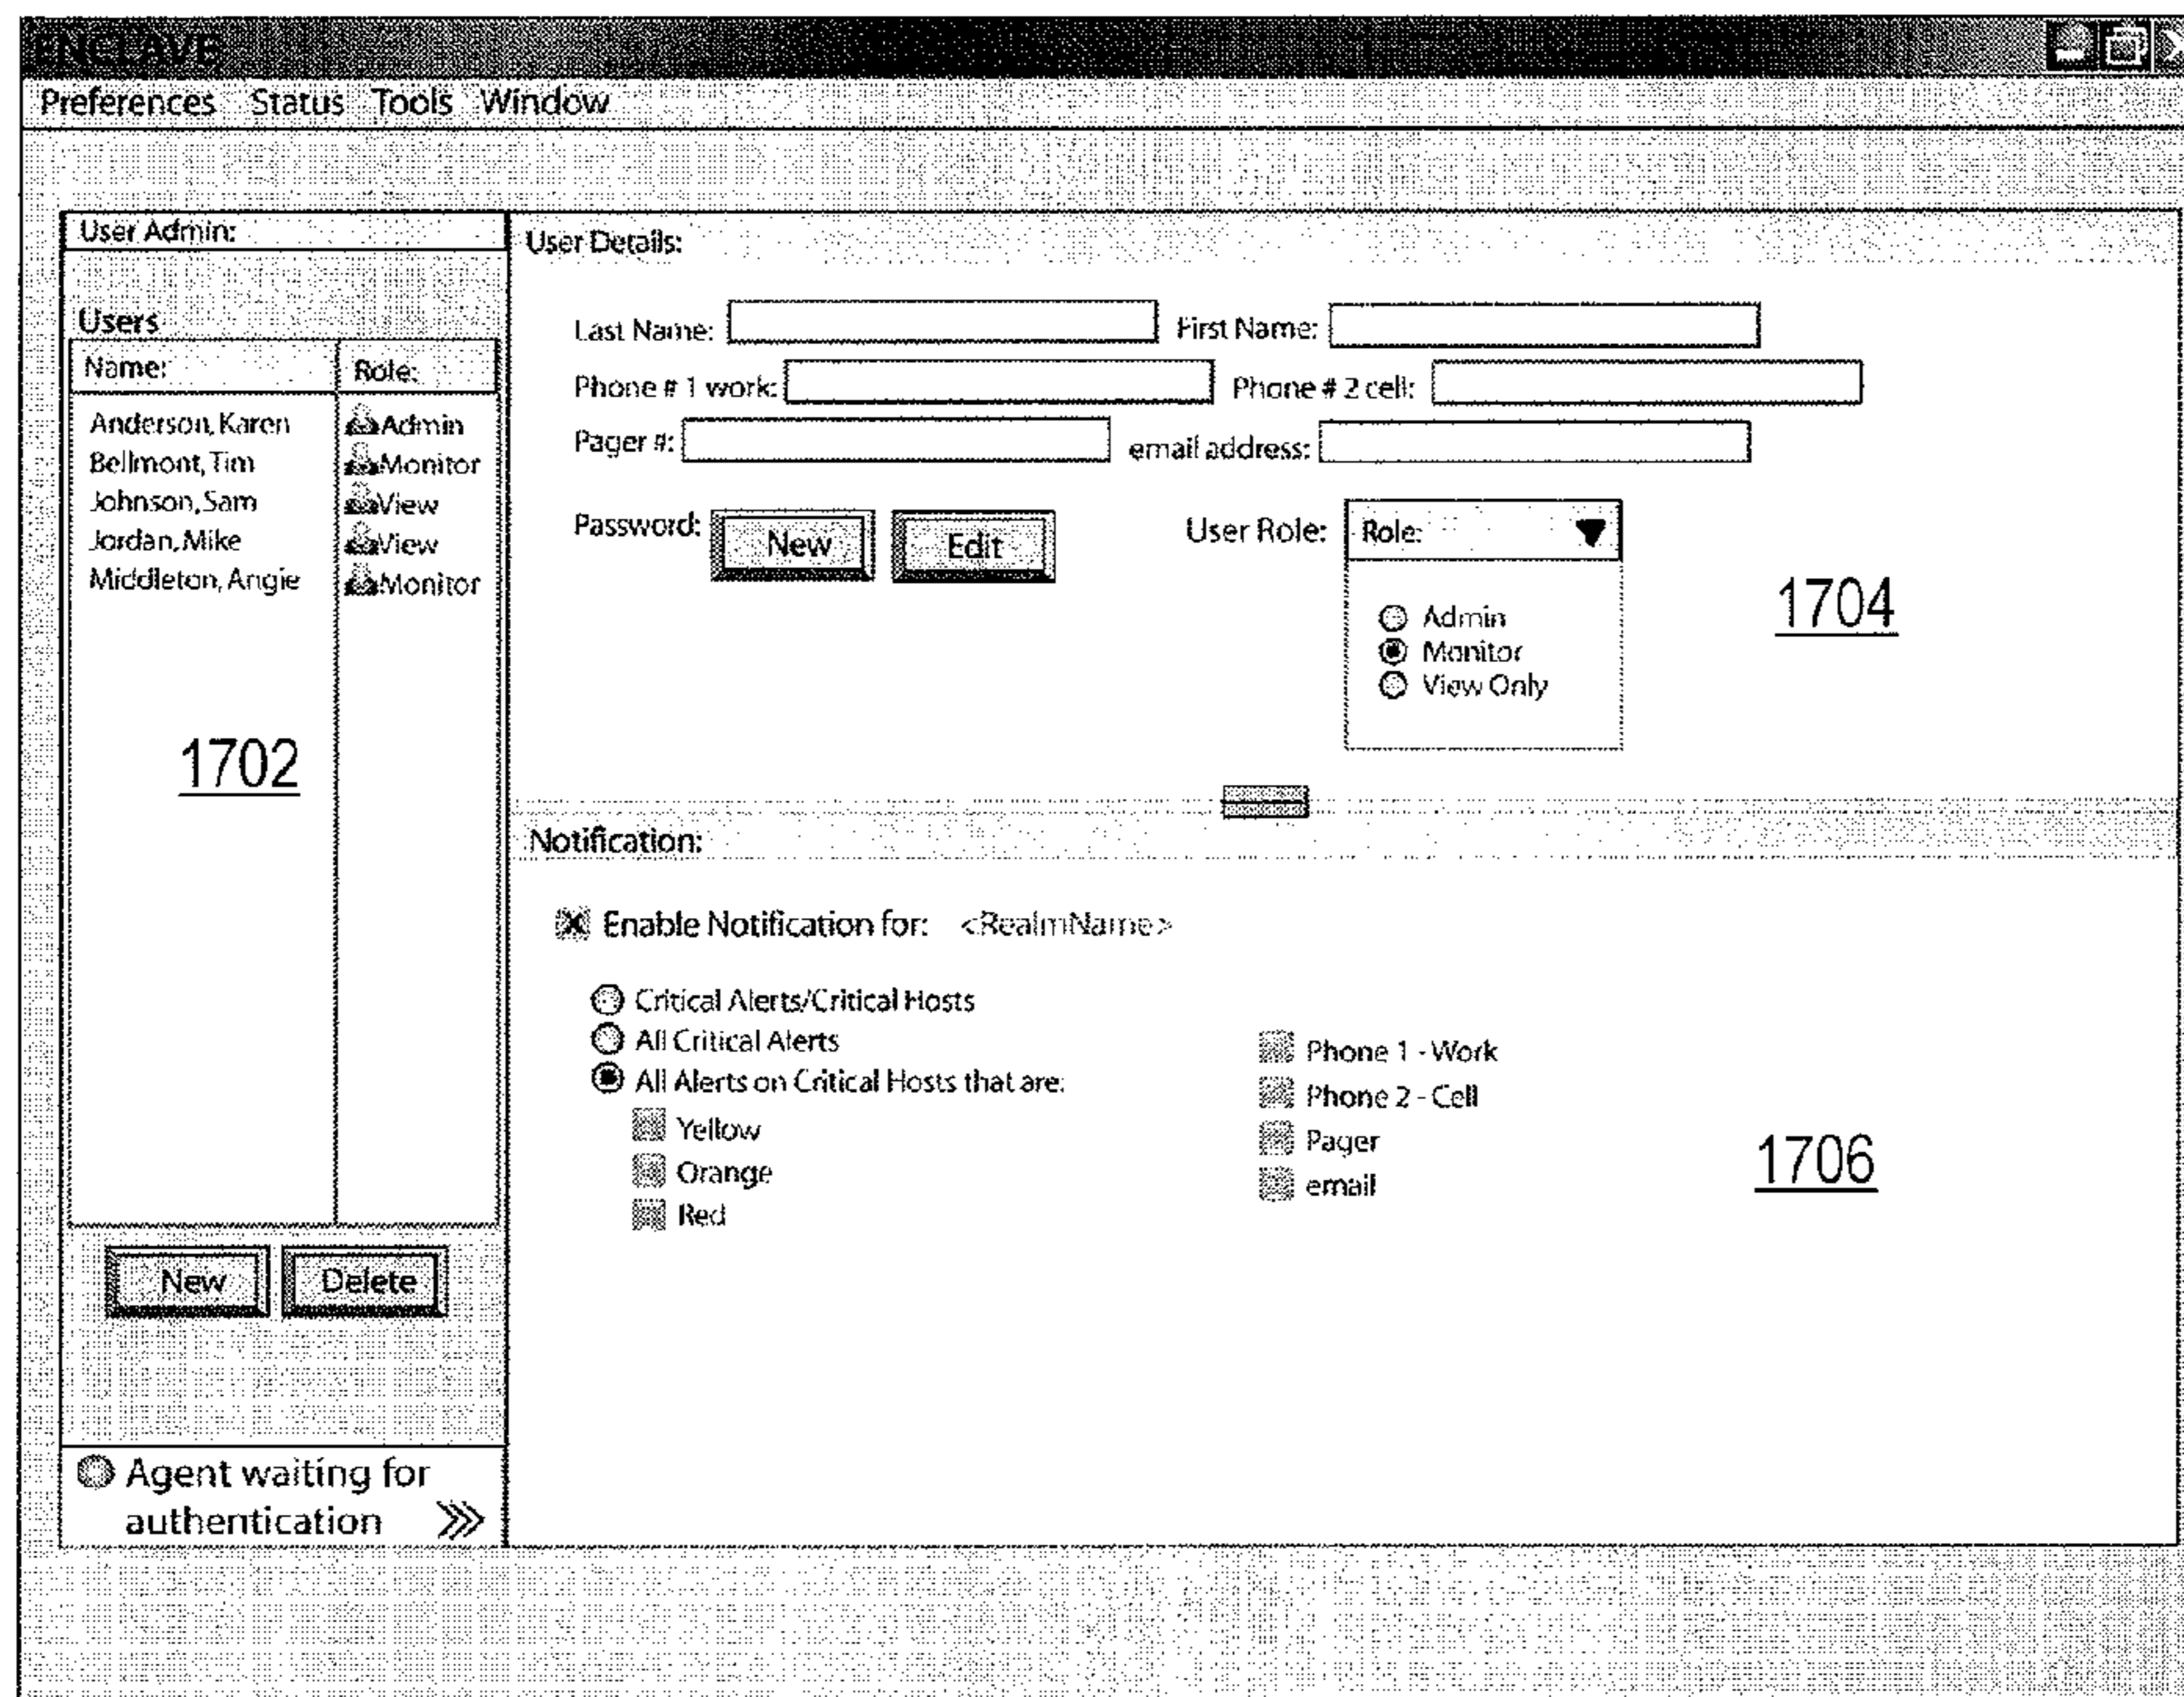 ENCLAVE
Preferences Status Tools Window
User Admin:
Users
Name: Role:
Anderson, Karen Admin
Bellmont, Tim Monitor
Johnson, Sam View
Jordan, Mike View
Middleton, Angie Monitor
1702
New Delete
Agent waiting for
authentication
User Details:
Last Name: First Name:
Phone # 1 work: Phone # 2 cell:
Pager #: email address:
Password: New Edit User Role: Role:
Admin
Monitor
View Only
1704
Notification:
Enable Notification for: <RealmName>
Critical Alerts/Critical Hosts
All Critical Alerts
All Alerts on Critical Hosts that are:
Yellow
Orange
Red
Phone 1 - Work
Phone 2 - Cell
Pager
email
1706